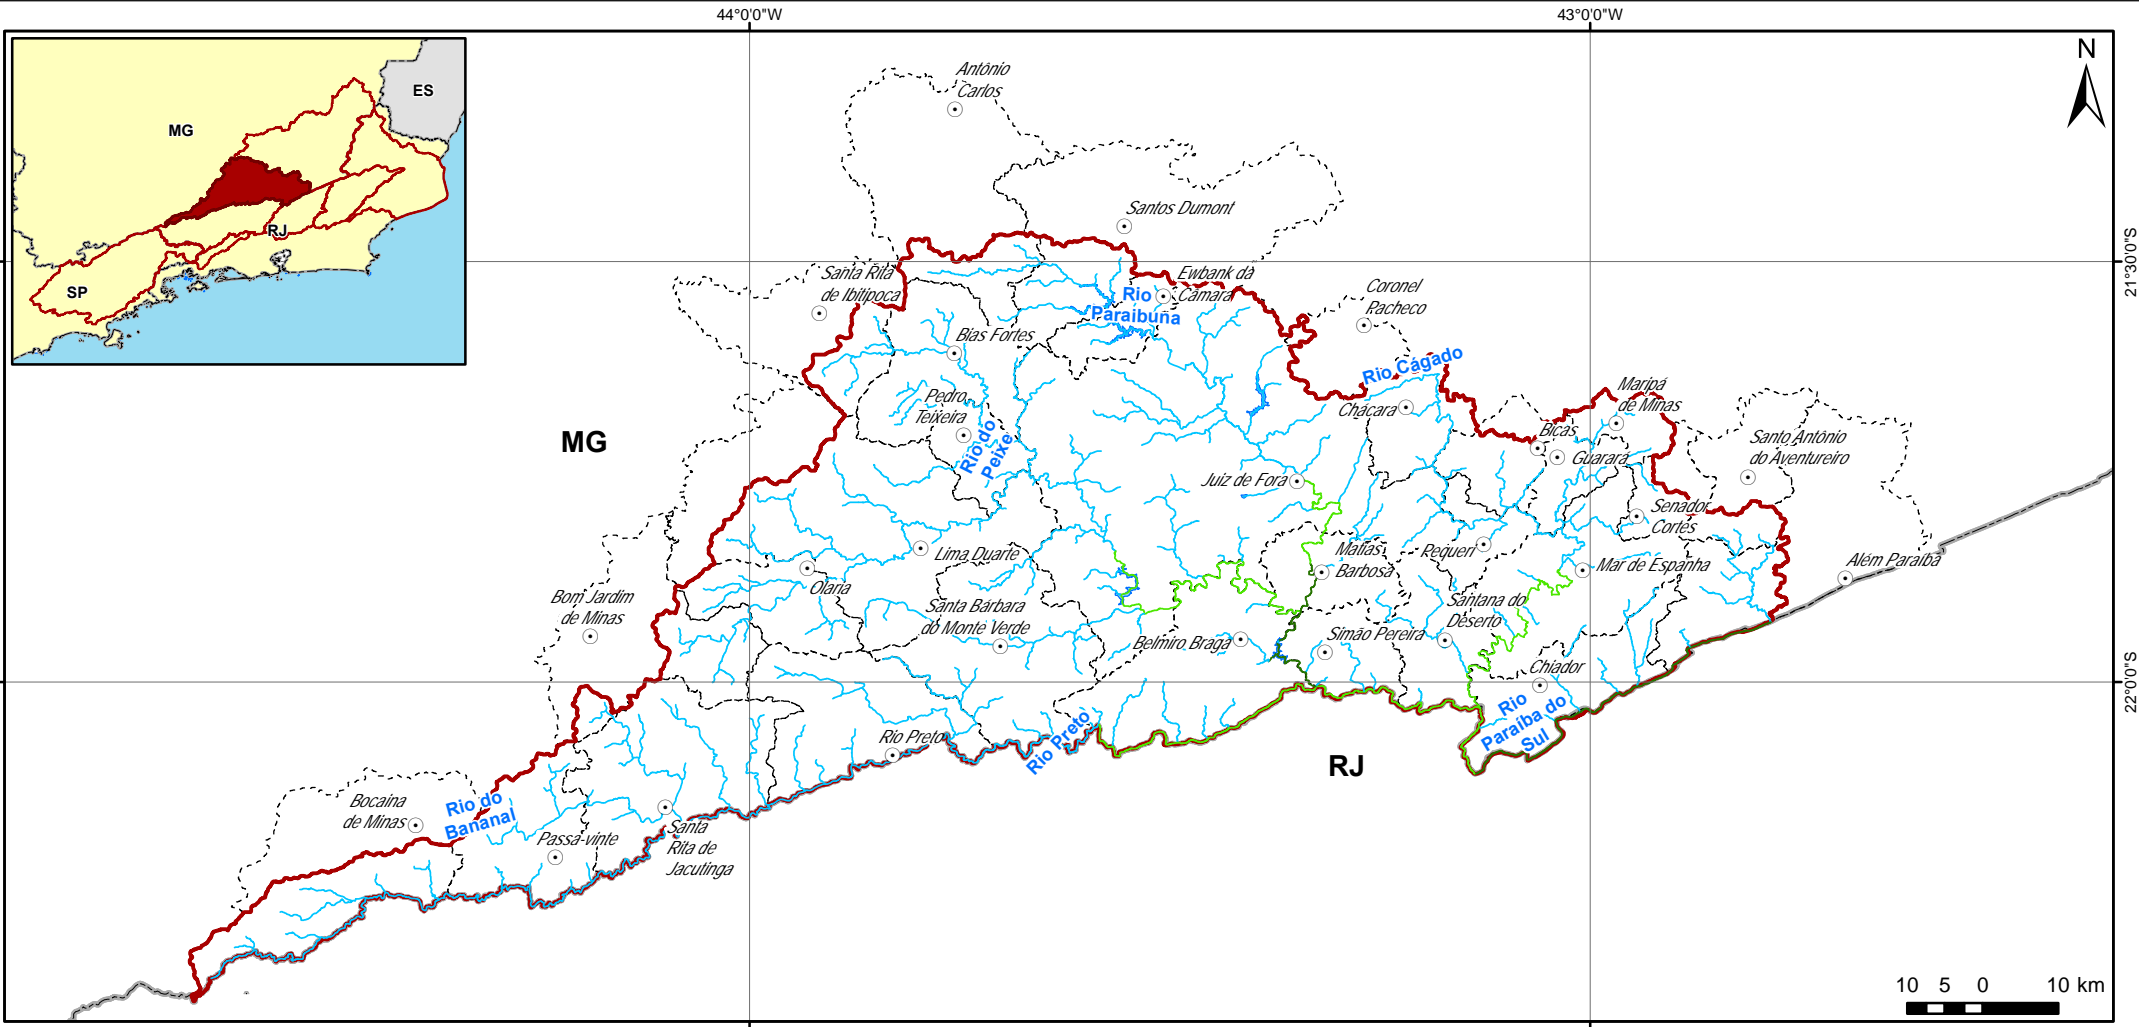 44°0'0"W
43°0'0"W
21°30'0"S
22°0'0"S
N
MG
ES
RJ
SP
MG
RJ
Antônio
Carlos
Santos Dumont
Santa Rita
de Ibitipoca
Ewbank da
Câmara
Rio
Paraibuna
Coronel
Pacheco
Bias Fortes
Rio Cágado
Pedro
Teixeira
Chácara
Maripá
de Minas
Rio do
Peixe
Bicas
Guarará
Santo Antônio
do Aventureiro
Juiz de Fora
Senador
Cortes
Lima Duarte
Matias
Barbosa
Pequeri
Mar de Espanha
Além Paraíba
Olaria
Bom Jardim
de Minas
Santa Bárbara
do Monte Verde
Santana do
Deserto
Belmiro Braga
Simão Pereira
Chiador
Rio
Paraíba do
Sul
Rio Preto
Rio Preto
Bocaina
de Minas
Rio do
Bananal
Passa-vinte
Santa
Rita de
Jacutinga
10 5 0 10 km